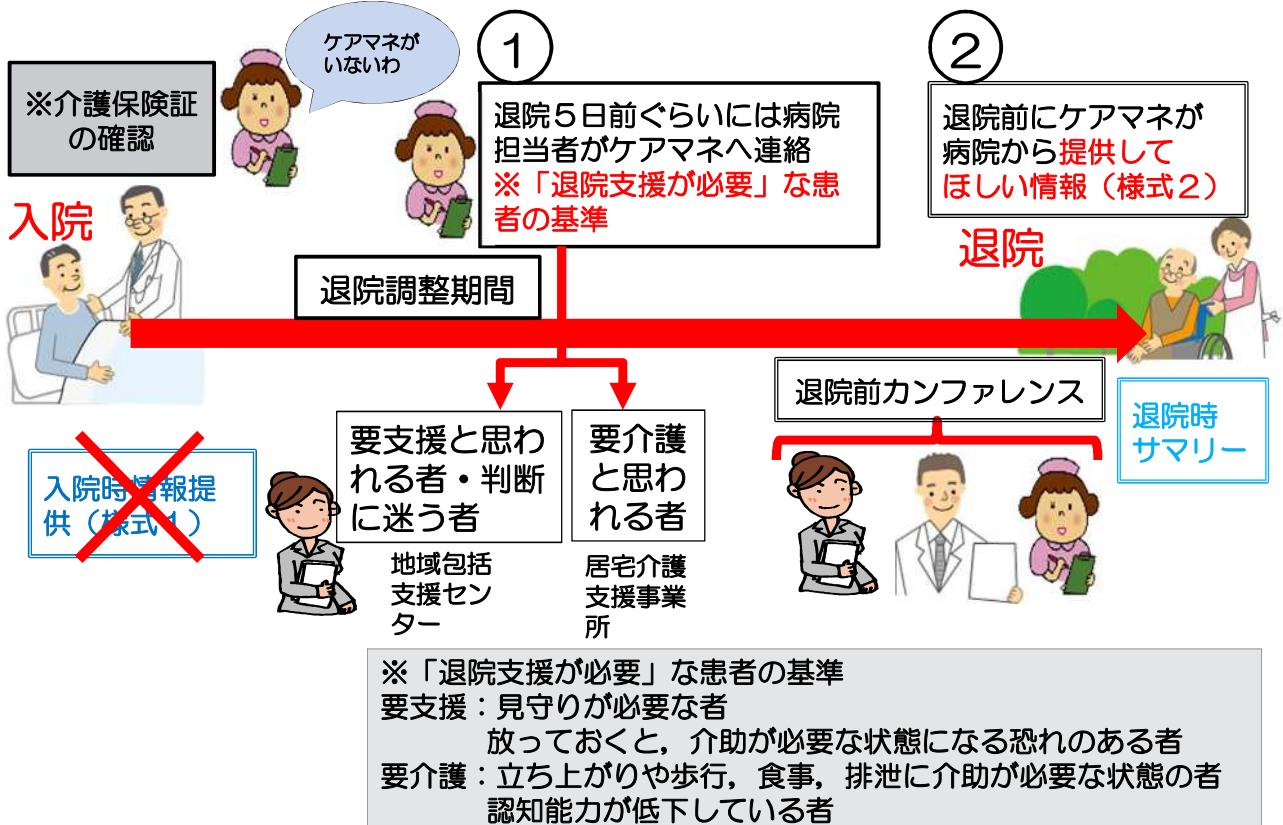 ケアマネが
いないわ
※介護保険証
の確認
入院
①
退院５日前ぐらいには病院
担当者がケアマネへ連絡
※「退院支援が必要」な患
者の基準
②
退院前にケアマネが
病院から提供して
ほしい情報（様式２）
退院
退院調整期間
入院時情報提
供（様式１）
要支援と思わ
れる者・判断
に迷う者
地域包括
支援セン
ター
要介護
と思わ
れる者
居宅介護
支援事業
所
退院前カンファレンス
退院時
サマリー
※「退院支援が必要」な患者の基準
要支援：見守りが必要な者
放っておくと，介助が必要な状態になる恐れのある者
要介護：立ち上がりや歩行，食事，排泄に介助が必要な状態の者
認知能力が低下している者